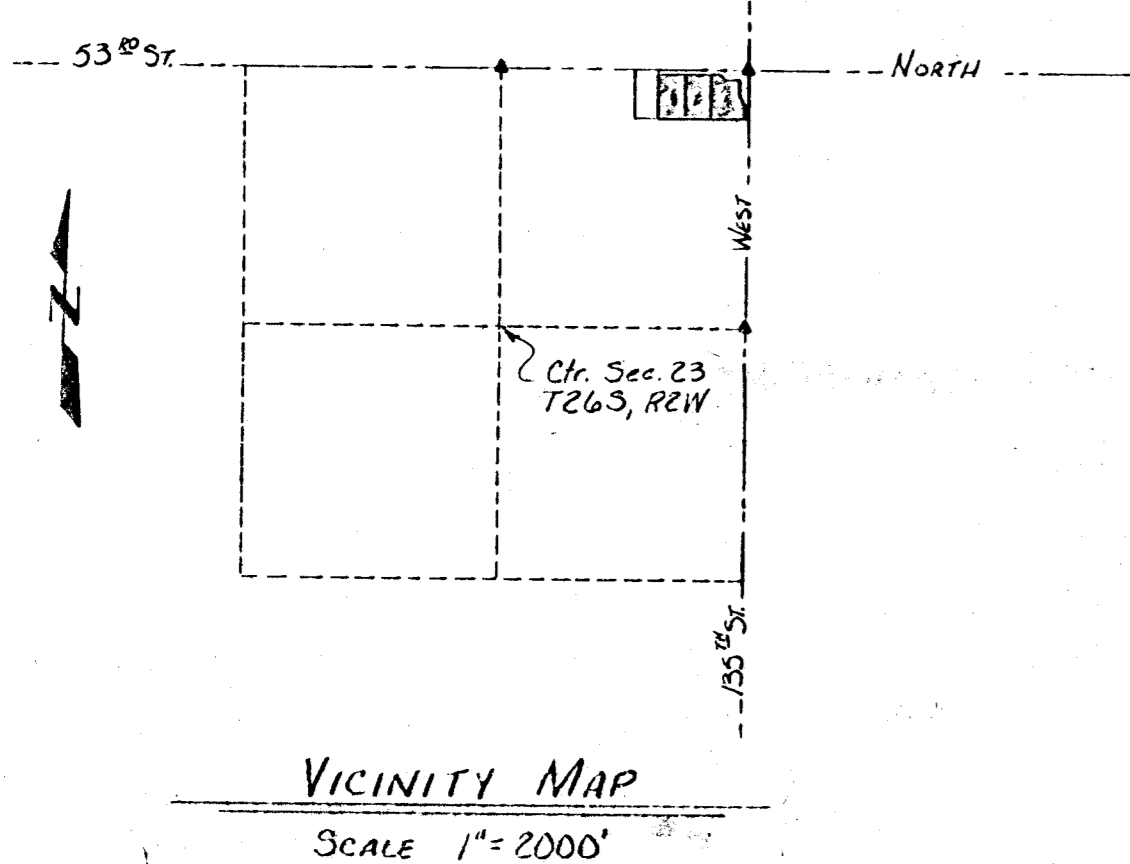 53RD ST.
NORTH
WEST
N
Ctr. Sec. 23
T26S, R2W
135TH ST.
VICINITY MAP
SCALE 1"=2000'